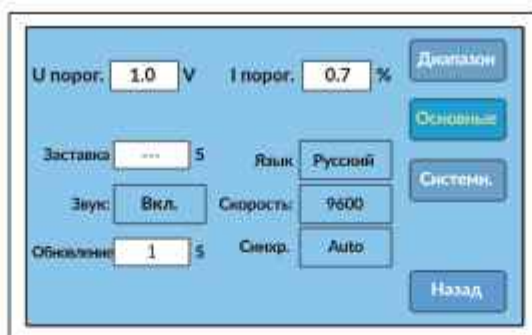 U порог. 1.0 V I порог. 0.7 %
Диапазон
Основные
Заставка --- S Язык Русский
Системн.
Звук: Вкл. Скорость: 9600
Обновление 1 S Синхр. Auto
Назад